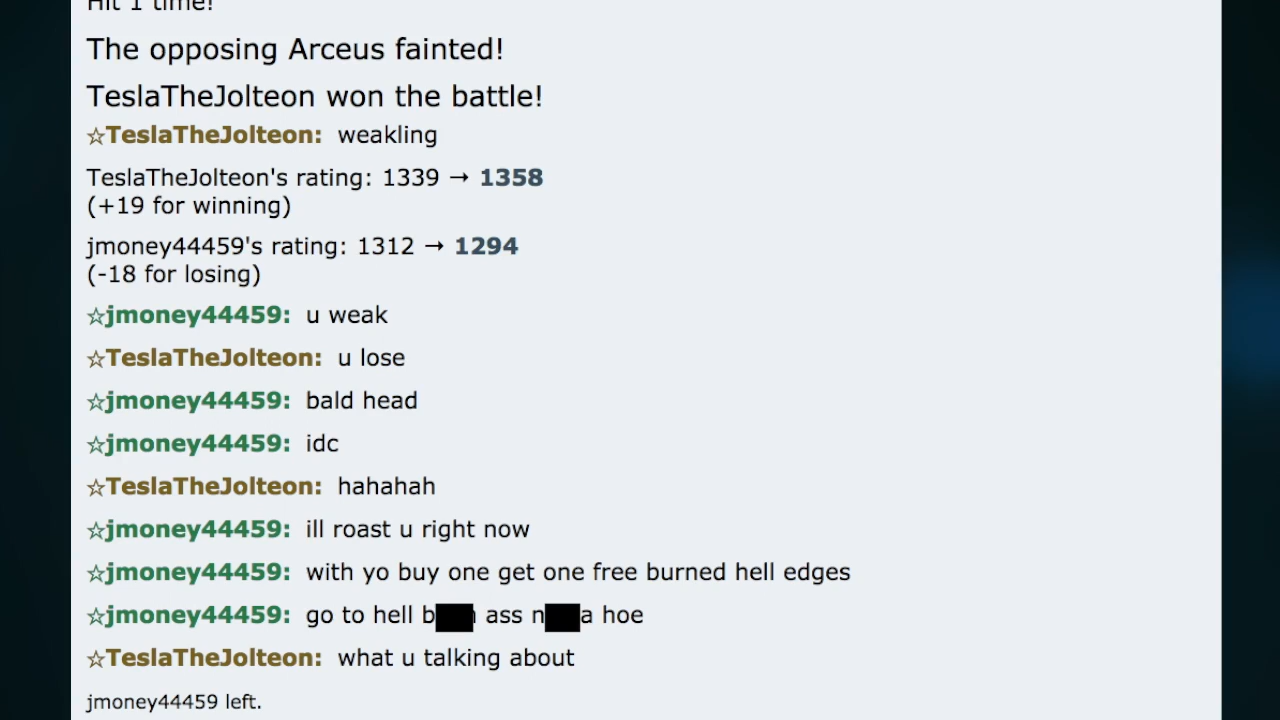 Hit 1 time!
The opposing Arceus fainted!
TeslaTheJolteon won the battle!
☆TeslaTheJolteon: weakling
TeslaTheJolteon's rating: 1339 → 1358
(+19 for winning)
jmoney44459's rating: 1312 → 1294
(-18 for losing)
☆jmoney44459: u weak
☆TeslaTheJolteon: u lose
☆jmoney44459: bald head
☆jmoney44459: idc
☆TeslaTheJolteon: hahahah
☆jmoney44459: ill roast u right now
☆jmoney44459: with yo buy one get one free burned hell edges
☆jmoney44459: go to hell ass hoe
☆TeslaTheJolteon: what u talking about
jmoney44459 left.